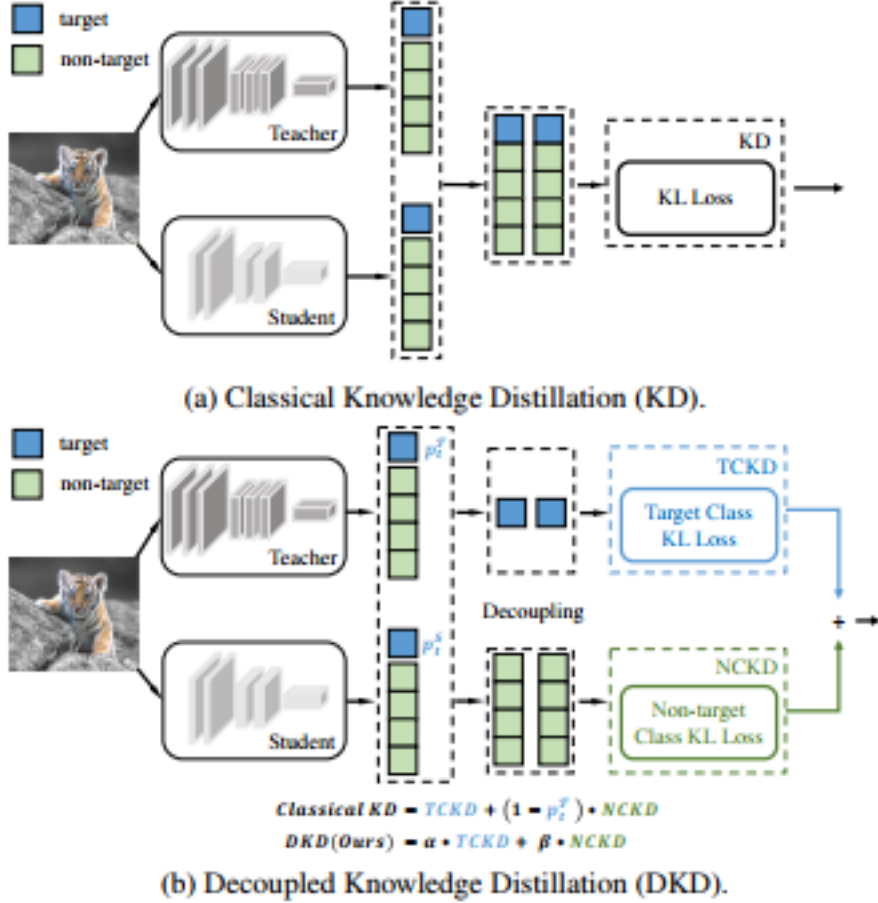 target
non-target
Teacher
Student
KD
KL Loss
(a) Classical Knowledge Distillation (KD).
target
non-target
p_t^T
Teacher
TCKD
Target Class
KL Loss
Decoupling
+
p_t^S
Student
NCKD
Non-target
Class KL Loss
Classical KD = TCKD + (1 − p_t^T) • NCKD
DKD(Ours) = α • TCKD + β • NCKD
(b) Decoupled Knowledge Distillation (DKD).